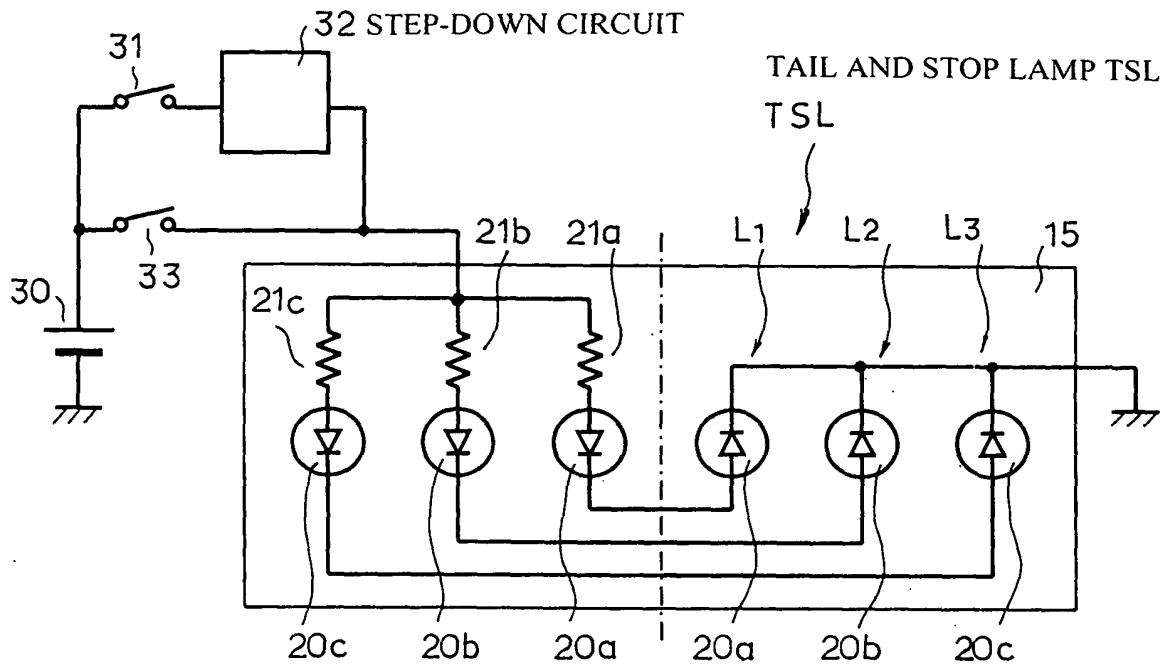 32 STEP-DOWN CIRCUIT
31
TAIL AND STOP LAMP TSL
TSL
33
21b
21a
L1
L2
L3
15
30
21c
20c
20b
20a
20a
20b
20c